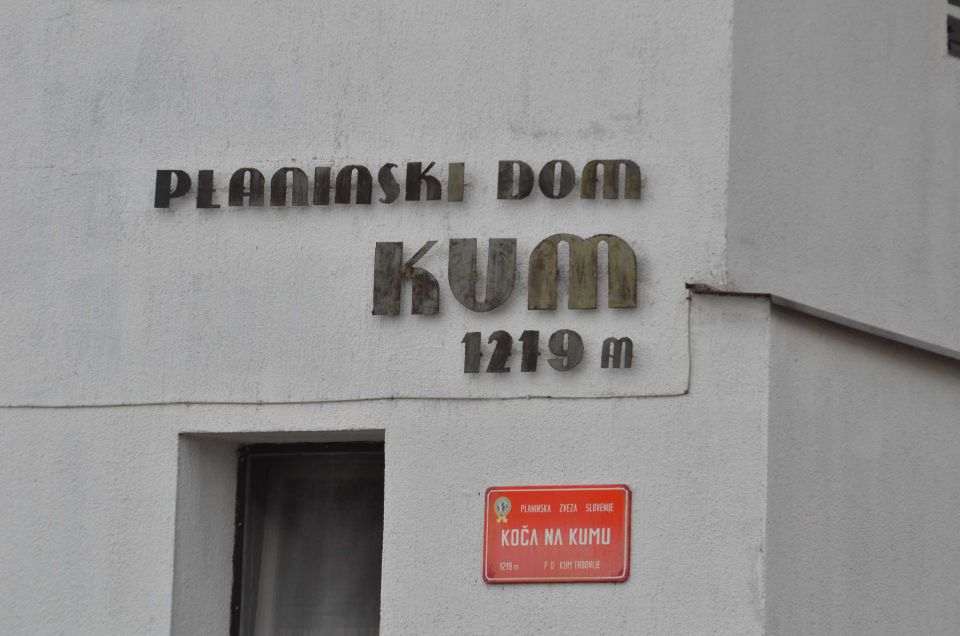 PLANINSKI DOM
KUM
1219 m
PLANINSKA ZVEZA SLOVENIJE
KOČA NA KUMU
1219 m P D KUM TRBOVLJE